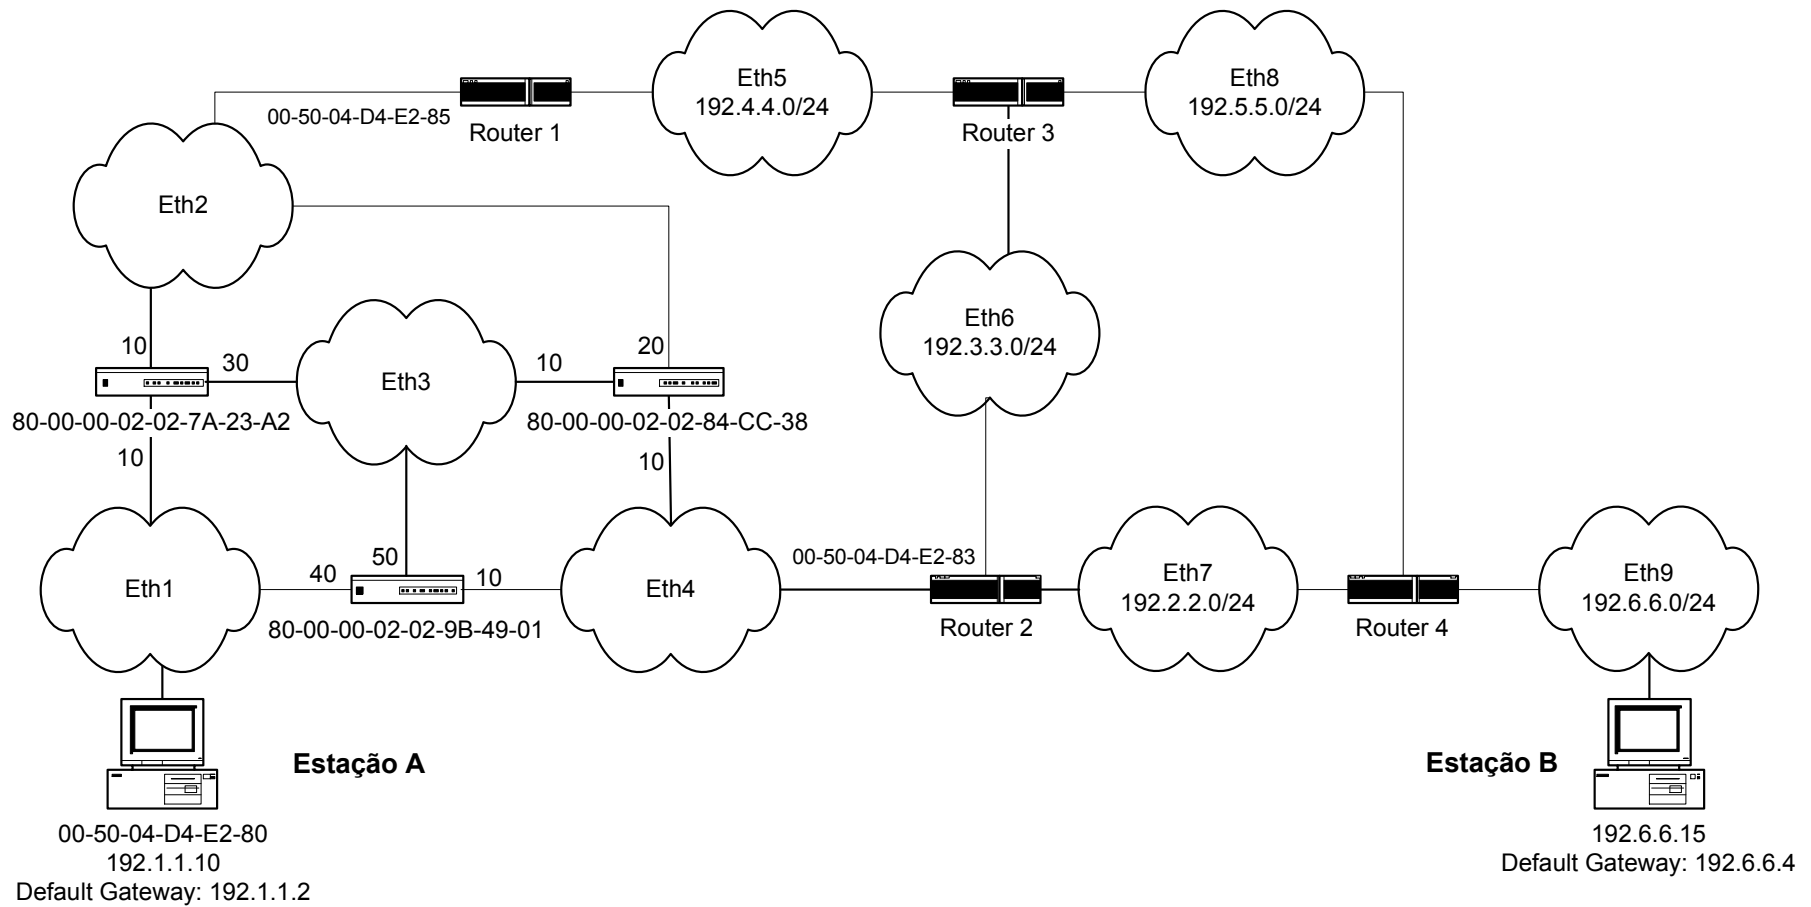 Eth5
192.4.4.0/24
Eth8
192.5.5.0/24
00-50-04-D4-E2-85
Router 1
Router 3
Eth2
Eth6
192.3.3.0/24
10
30
Eth3
10
20
80-00-00-02-02-7A-23-A2
80-00-00-02-02-84-CC-38
10
10
Eth1
40
50
10
80-00-00-02-02-9B-49-01
Eth4
00-50-04-D4-E2-83
Router 2
Eth7
192.2.2.0/24
Router 4
Eth9
192.6.6.0/24
Estação A
00-50-04-D4-E2-80
192.1.1.10
Default Gateway: 192.1.1.2
Estação B
192.6.6.15
Default Gateway: 192.6.6.4